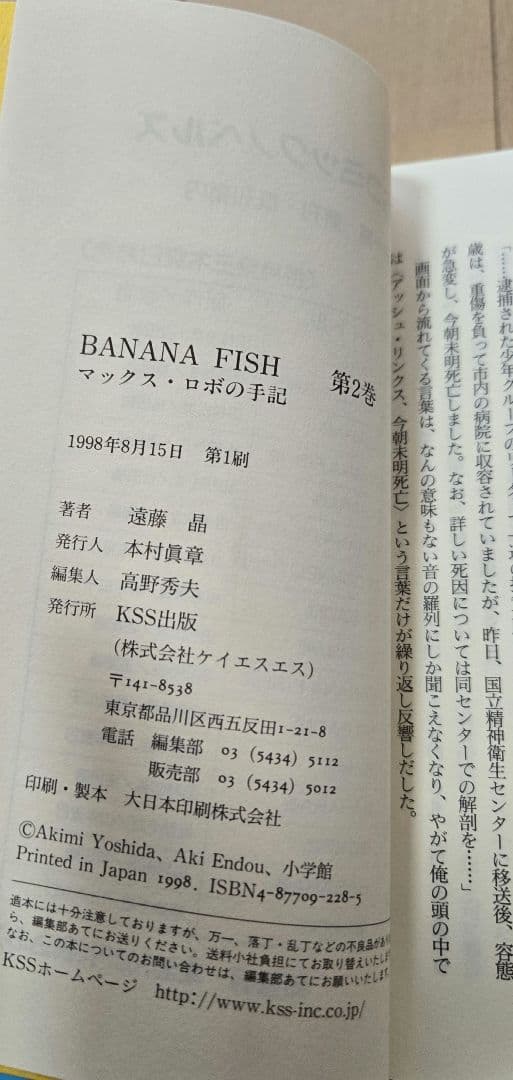 BANANA FISH 第2巻
マックス・ロボの手記
1998年8月15日 第1刷
著者 遠藤 晶
発行人 本村眞章
編集人 高野秀夫
発行所 KSS出版
(株式会社ケイエスエス)
〒141-8538
東京都品川区西五反田1-21-8
電話 編集部 03 (5434) 5112
販売部 03 (5434) 5012
印刷・製本 大日本印刷株式会社
©Akimi Yoshida、Aki Endou、小学館
Printed in Japan 1998. ISBN4-87709-228-5
造本には十分注意しておりますが、万一、落丁・乱丁などの不良品があり
ら、編集部あてにお送りください。送料小社負担にてお取り替えいたしま
なお、この本についてのお問い合わせは、編集部あてにお願いいたし
KSSホームページ http://www.kss-inc.co.jp/
「……逮捕された少年グループの
歳は、重傷を負って市内の病院に収容されていましたが、昨日、国立精神衛生センターに移送後、容態
が急変し、今朝未明死亡しました。なお、詳しい死因については同センターでの解剖を……」
画面から流れてくる言葉は、なんの意味もない音の羅列にしか聞こえなくなり、やがて俺の頭の中で
は〈アッシュ・リンクス、今朝未明死亡〉という言葉だけが繰り返し反響しだした。